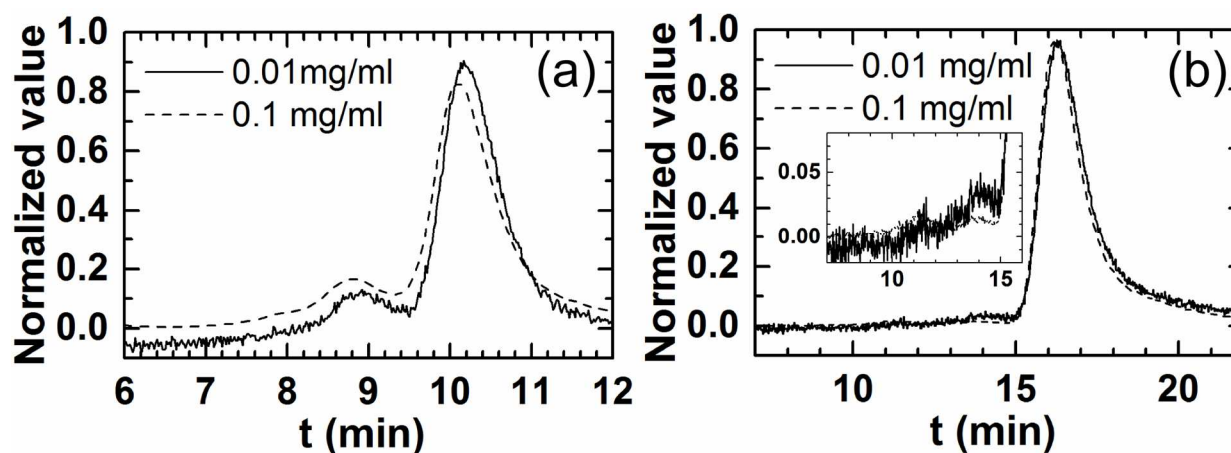 (a)
0.01mg/ml
0.1 mg/ml
Normalized value
1.0
0.8
0.6
0.4
0.2
0.0
6 7 8 9 10 11 12
t (min)
(b)
0.01 mg/ml
0.1 mg/ml
Normalized value
1.0
0.8
0.6
0.4
0.2
0.0
0.05
0.00
10 15
10 15 20
t (min)